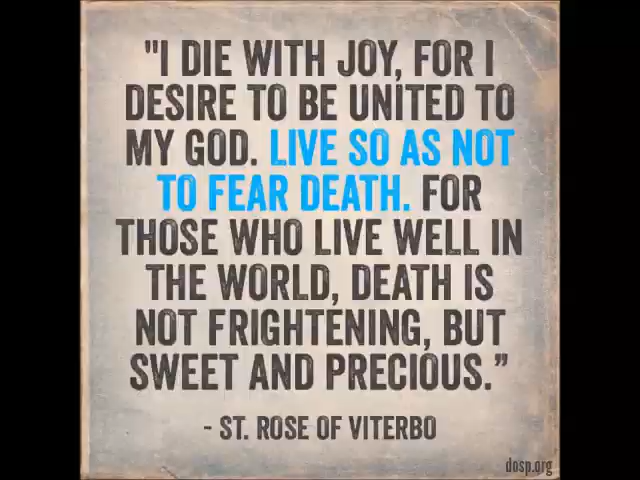 "I DIE WITH JOY, FOR I
DESIRE TO BE UNITED TO
MY GOD. LIVE SO AS NOT
TO FEAR DEATH. FOR
THOSE WHO LIVE WELL IN
THE WORLD, DEATH IS
NOT FRIGHTENING, BUT
SWEET AND PRECIOUS.”
- ST. ROSE OF VITERBO
dosp.org